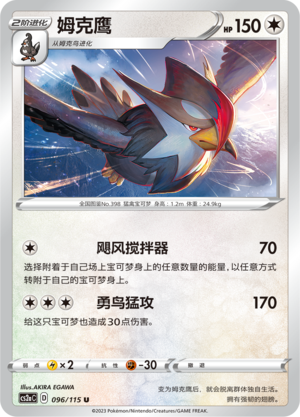 2阶进化
姆克鹰
HP 150
从姆克鸟进化
全国图鉴No.398 猛禽宝可梦 身高：1.2m 体重：24.9kg
飓风搅拌器 70
选择附着于自己场上宝可梦身上的任意数量的能量，以任意方式
转附于自己的宝可梦身上。
勇鸟猛攻 170
给这只宝可梦也造成30点伤害。
弱点 ×2 抗性 -30 撤退
Illus.AKIRA EGAWA
cs3aC D 096/115 U
变为姆克鹰后，就会脱离群体独自生活。
拥有强韧的翅膀。
©2023 Pokémon/Nintendo/Creatures/GAME FREAK.